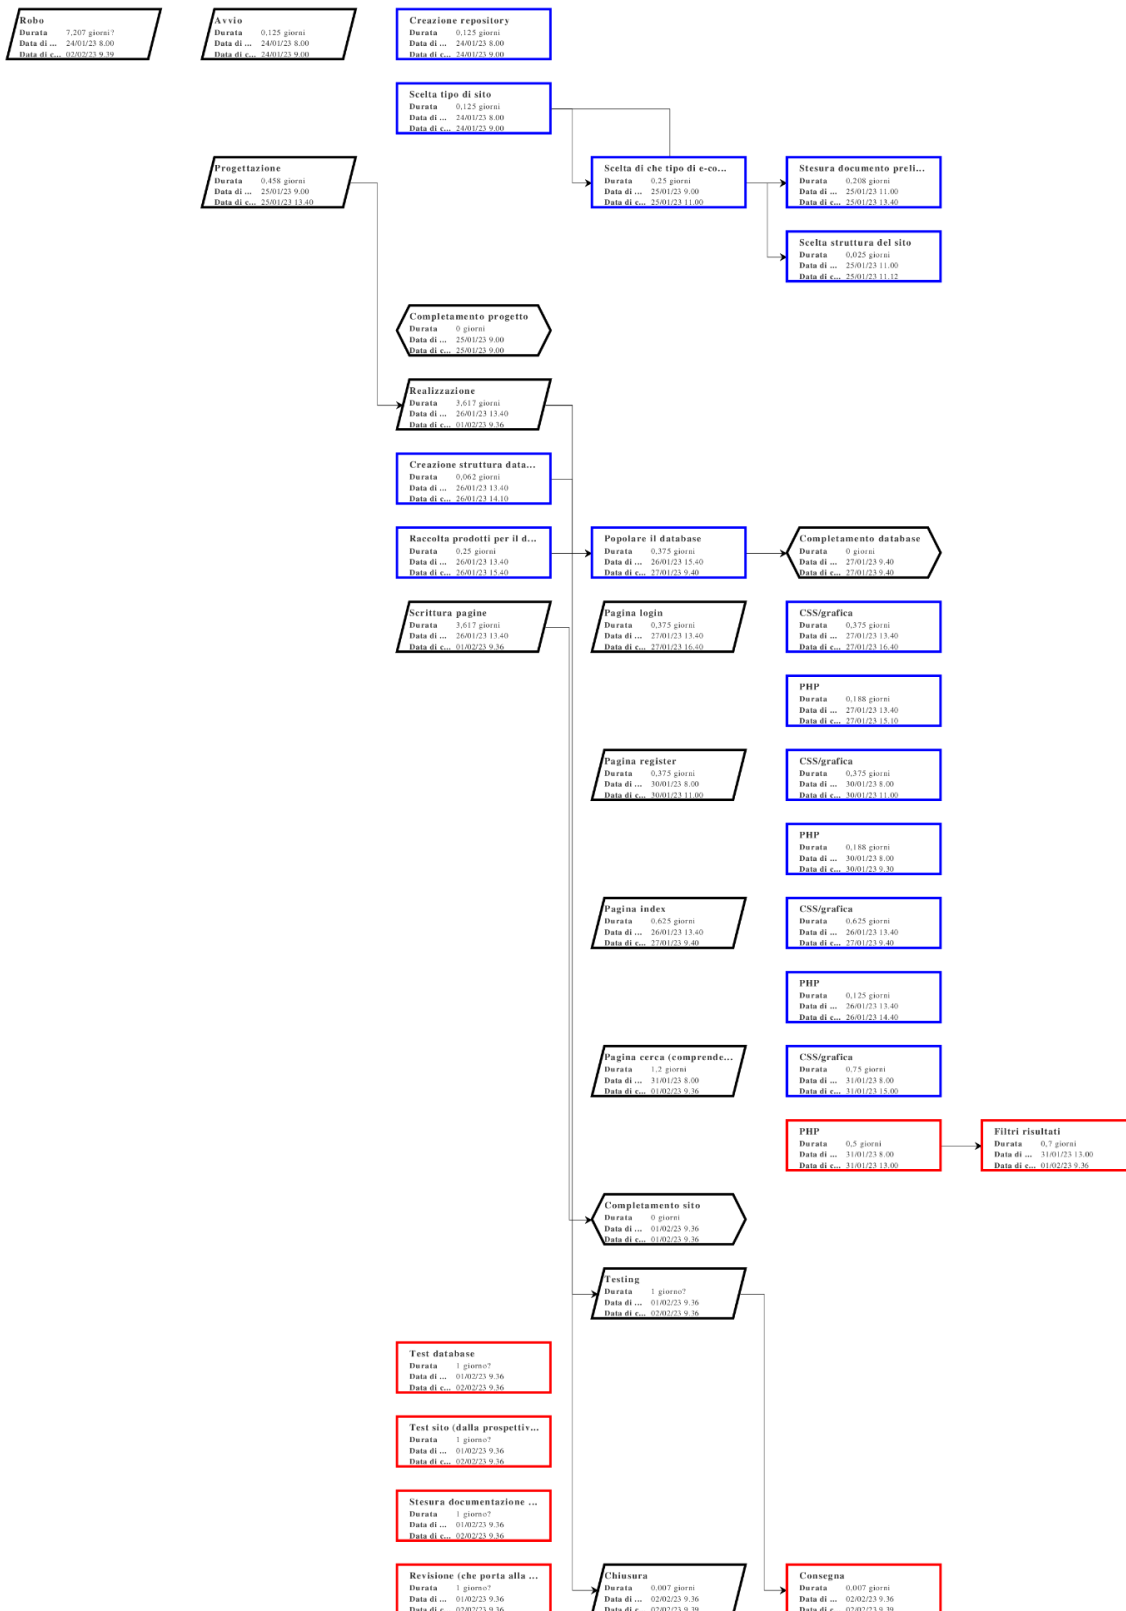 Robo
Durata 7,207 giorni?
Data di ... 24/01/23 8.00
Data di c... 02/02/23 9.39
Avvio
Durata 0,125 giorni
Data di ... 24/01/23 8.00
Data di c... 24/01/23 9.00
Creazione repository
Durata 0,125 giorni
Data di ... 24/01/23 8.00
Data di c... 24/01/23 9.00
Scelta tipo di sito
Durata 0,125 giorni
Data di ... 24/01/23 8.00
Data di c... 24/01/23 9.00
Progettazione
Durata 0,458 giorni
Data di ... 25/01/23 9.00
Data di c... 25/01/23 13.40
Scelta di che tipo di e-co...
Durata 0,25 giorni
Data di ... 25/01/23 9.00
Data di c... 25/01/23 11.00
Stesura documento preli...
Durata 0,208 giorni
Data di ... 25/01/23 11.00
Data di c... 25/01/23 13.40
Scelta struttura del sito
Durata 0,025 giorni
Data di ... 25/01/23 11.00
Data di c... 25/01/23 11.12
Completamento progetto
Durata 0 giorni
Data di ... 25/01/23 9.00
Data di c... 25/01/23 9.00
Realizzazione
Durata 3,617 giorni
Data di ... 26/01/23 13.40
Data di c... 01/02/23 9.36
Creazione struttura data...
Durata 0,062 giorni
Data di ... 26/01/23 13.40
Data di c... 26/01/23 14.10
Raccolta prodotti per il d...
Durata 0,25 giorni
Data di ... 26/01/23 13.40
Data di c... 26/01/23 15.40
Popolare il database
Durata 0,375 giorni
Data di ... 26/01/23 15.40
Data di c... 27/01/23 9.40
Completamento database
Durata 0 giorni
Data di ... 27/01/23 9.40
Data di c... 27/01/23 9.40
Scrittura pagine
Durata 3,617 giorni
Data di ... 26/01/23 13.40
Data di c... 01/02/23 9.36
Pagina login
Durata 0,375 giorni
Data di ... 27/01/23 13.40
Data di c... 27/01/23 16.40
CSS/grafica
Durata 0,375 giorni
Data di ... 27/01/23 13.40
Data di c... 27/01/23 16.40
PHP
Durata 0,188 giorni
Data di ... 27/01/23 13.40
Data di c... 27/01/23 15.10
Pagina register
Durata 0,375 giorni
Data di ... 30/01/23 8.00
Data di c... 30/01/23 11.00
CSS/grafica
Durata 0,375 giorni
Data di ... 30/01/23 8.00
Data di c... 30/01/23 11.00
PHP
Durata 0,188 giorni
Data di ... 30/01/23 8.00
Data di c... 30/01/23 9.30
Pagina index
Durata 0,625 giorni
Data di ... 26/01/23 13.40
Data di c... 27/01/23 9.40
CSS/grafica
Durata 0,625 giorni
Data di ... 26/01/23 13.40
Data di c... 27/01/23 9.40
PHP
Durata 0,125 giorni
Data di ... 26/01/23 13.40
Data di c... 26/01/23 14.40
Pagina cerca (comprende...
Durata 1,2 giorni
Data di ... 31/01/23 8.00
Data di c... 01/02/23 9.36
CSS/grafica
Durata 0,75 giorni
Data di ... 31/01/23 8.00
Data di c... 31/01/23 15.00
PHP
Durata 0,5 giorni
Data di ... 31/01/23 8.00
Data di c... 31/01/23 13.00
Filtri risultati
Durata 0,7 giorni
Data di ... 31/01/23 13.00
Data di c... 01/02/23 9.36
Completamento sito
Durata 0 giorni
Data di ... 01/02/23 9.36
Data di c... 01/02/23 9.36
Testing
Durata 1 giorno?
Data di ... 01/02/23 9.36
Data di c... 02/02/23 9.36
Test database
Durata 1 giorno?
Data di ... 01/02/23 9.36
Data di c... 02/02/23 9.36
Test sito (dalla prospettiv...
Durata 1 giorno?
Data di ... 01/02/23 9.36
Data di c... 02/02/23 9.36
Stesura documentazione ...
Durata 1 giorno?
Data di ... 01/02/23 9.36
Data di c... 02/02/23 9.36
Revisione (che porta alla ...
Durata 1 giorno?
Data di ... 01/02/23 9.36
Data di c... 02/02/23 9.36
Chiusura
Durata 0,007 giorni
Data di ... 02/02/23 9.36
Data di c... 02/02/23 9.39
Consegna
Durata 0,007 giorni
Data di ... 02/02/23 9.36
Data di c... 02/02/23 9.39